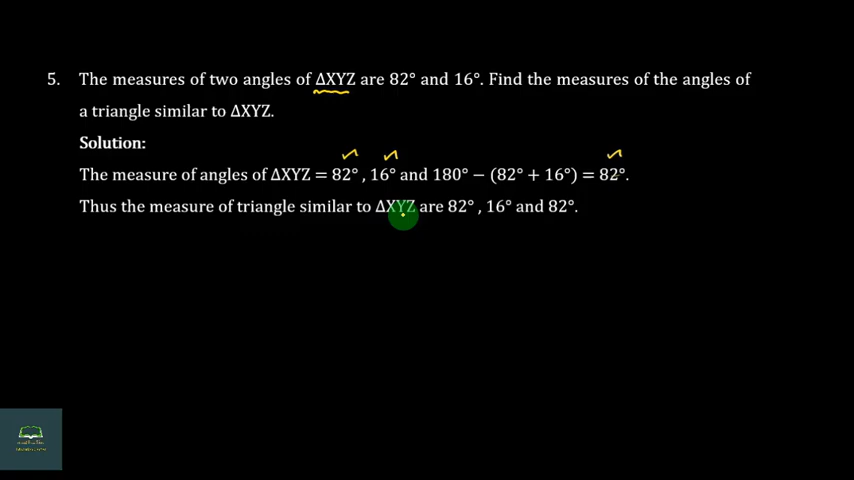 5. The measures of two angles of ΔXYZ are 82° and 16°. Find the measures of the angles of
a triangle similar to ΔXYZ.
Solution:
The measure of angles of ΔXYZ = 82° , 16° and 180° − (82° + 16°) = 82°.
Thus the measure of triangle similar to ΔXYZ are 82° , 16° and 82°.